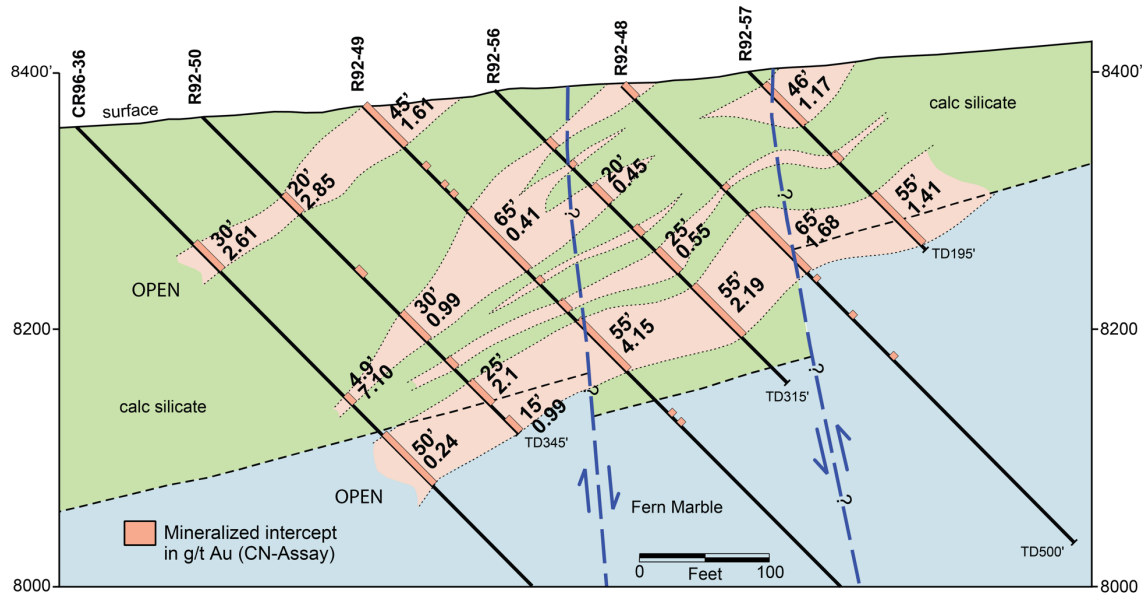 CR96-36
R92-50
R92-49
R92-56
R92-48
R92-57
8400'
8400'
surface
calc silicate
45'
1.61
46'
1.17
20'
2.85
20'
0.45
55'
1.41
30'
2.61
65'
0.41
25'
0.55
65'
1.68
?
?
TD195'
OPEN
30'
0.99
55'
2.19
8200'
8200'
55'
4.15
4.9'
7.10
25'
2.1
?
?
TD315'
calc silicate
15'
0.99
TD345'
50'
0.24
OPEN
?
Fern Marble
Mineralized intercept
in g/t Au (CN-Assay)
TD500'
0
Feet
100
8000
8000